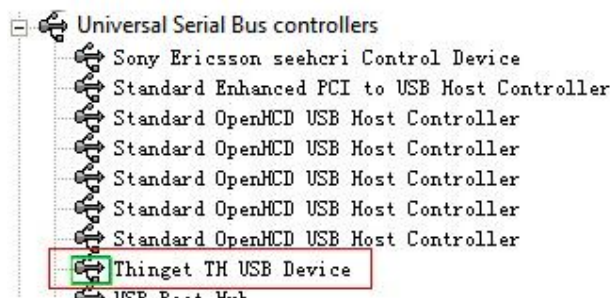 Universal Serial Bus controllers
Sony Ericsson seehcri Control Device
Standard Enhanced PCI to USB Host Controller
Standard OpenHCD USB Host Controller
Standard OpenHCD USB Host Controller
Standard OpenHCD USB Host Controller
Standard OpenHCD USB Host Controller
Standard OpenHCD USB Host Controller
Thinget TH USB Device
USB Root Hub